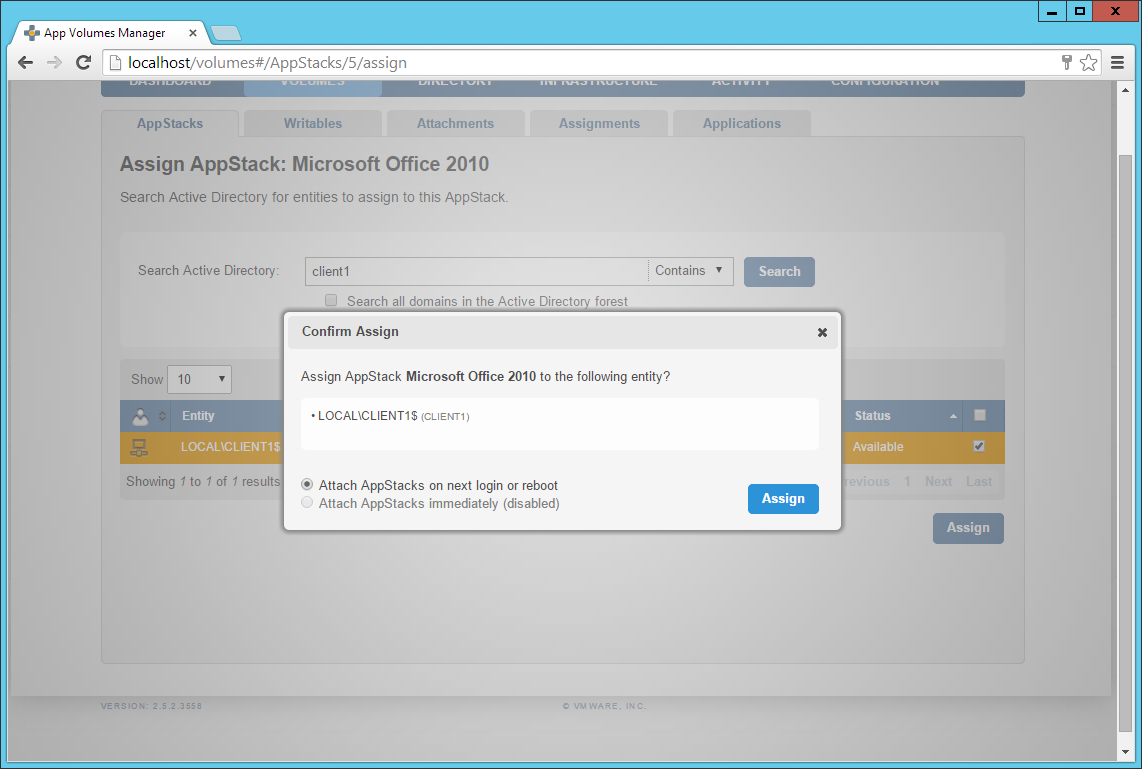 App Volumes Manager
localhost/volumes#/AppStacks/5/assign
DASHBOARD VOLUMES DIRECTORY INFRASTRUCTURE ACTIVITY CONFIGURATION
AppStacks Writables Attachments Assignments Applications
Assign AppStack: Microsoft Office 2010
Search Active Directory for entities to assign to this AppStack.
Search Active Directory: client1 Contains Search
Search all domains in the Active Directory forest
Confirm Assign
Assign AppStack Microsoft Office 2010 to the following entity?
• LOCAL\CLIENT1$ (CLIENT1)
Attach AppStacks on next login or reboot
Attach AppStacks immediately (disabled)
Assign
Show 10
Entity Status
LOCAL\CLIENT1$ Available
Showing 1 to 1 of 1 results revious 1 Next Last
Assign
VERSION: 2.5.2.3558 © VMWARE, INC.